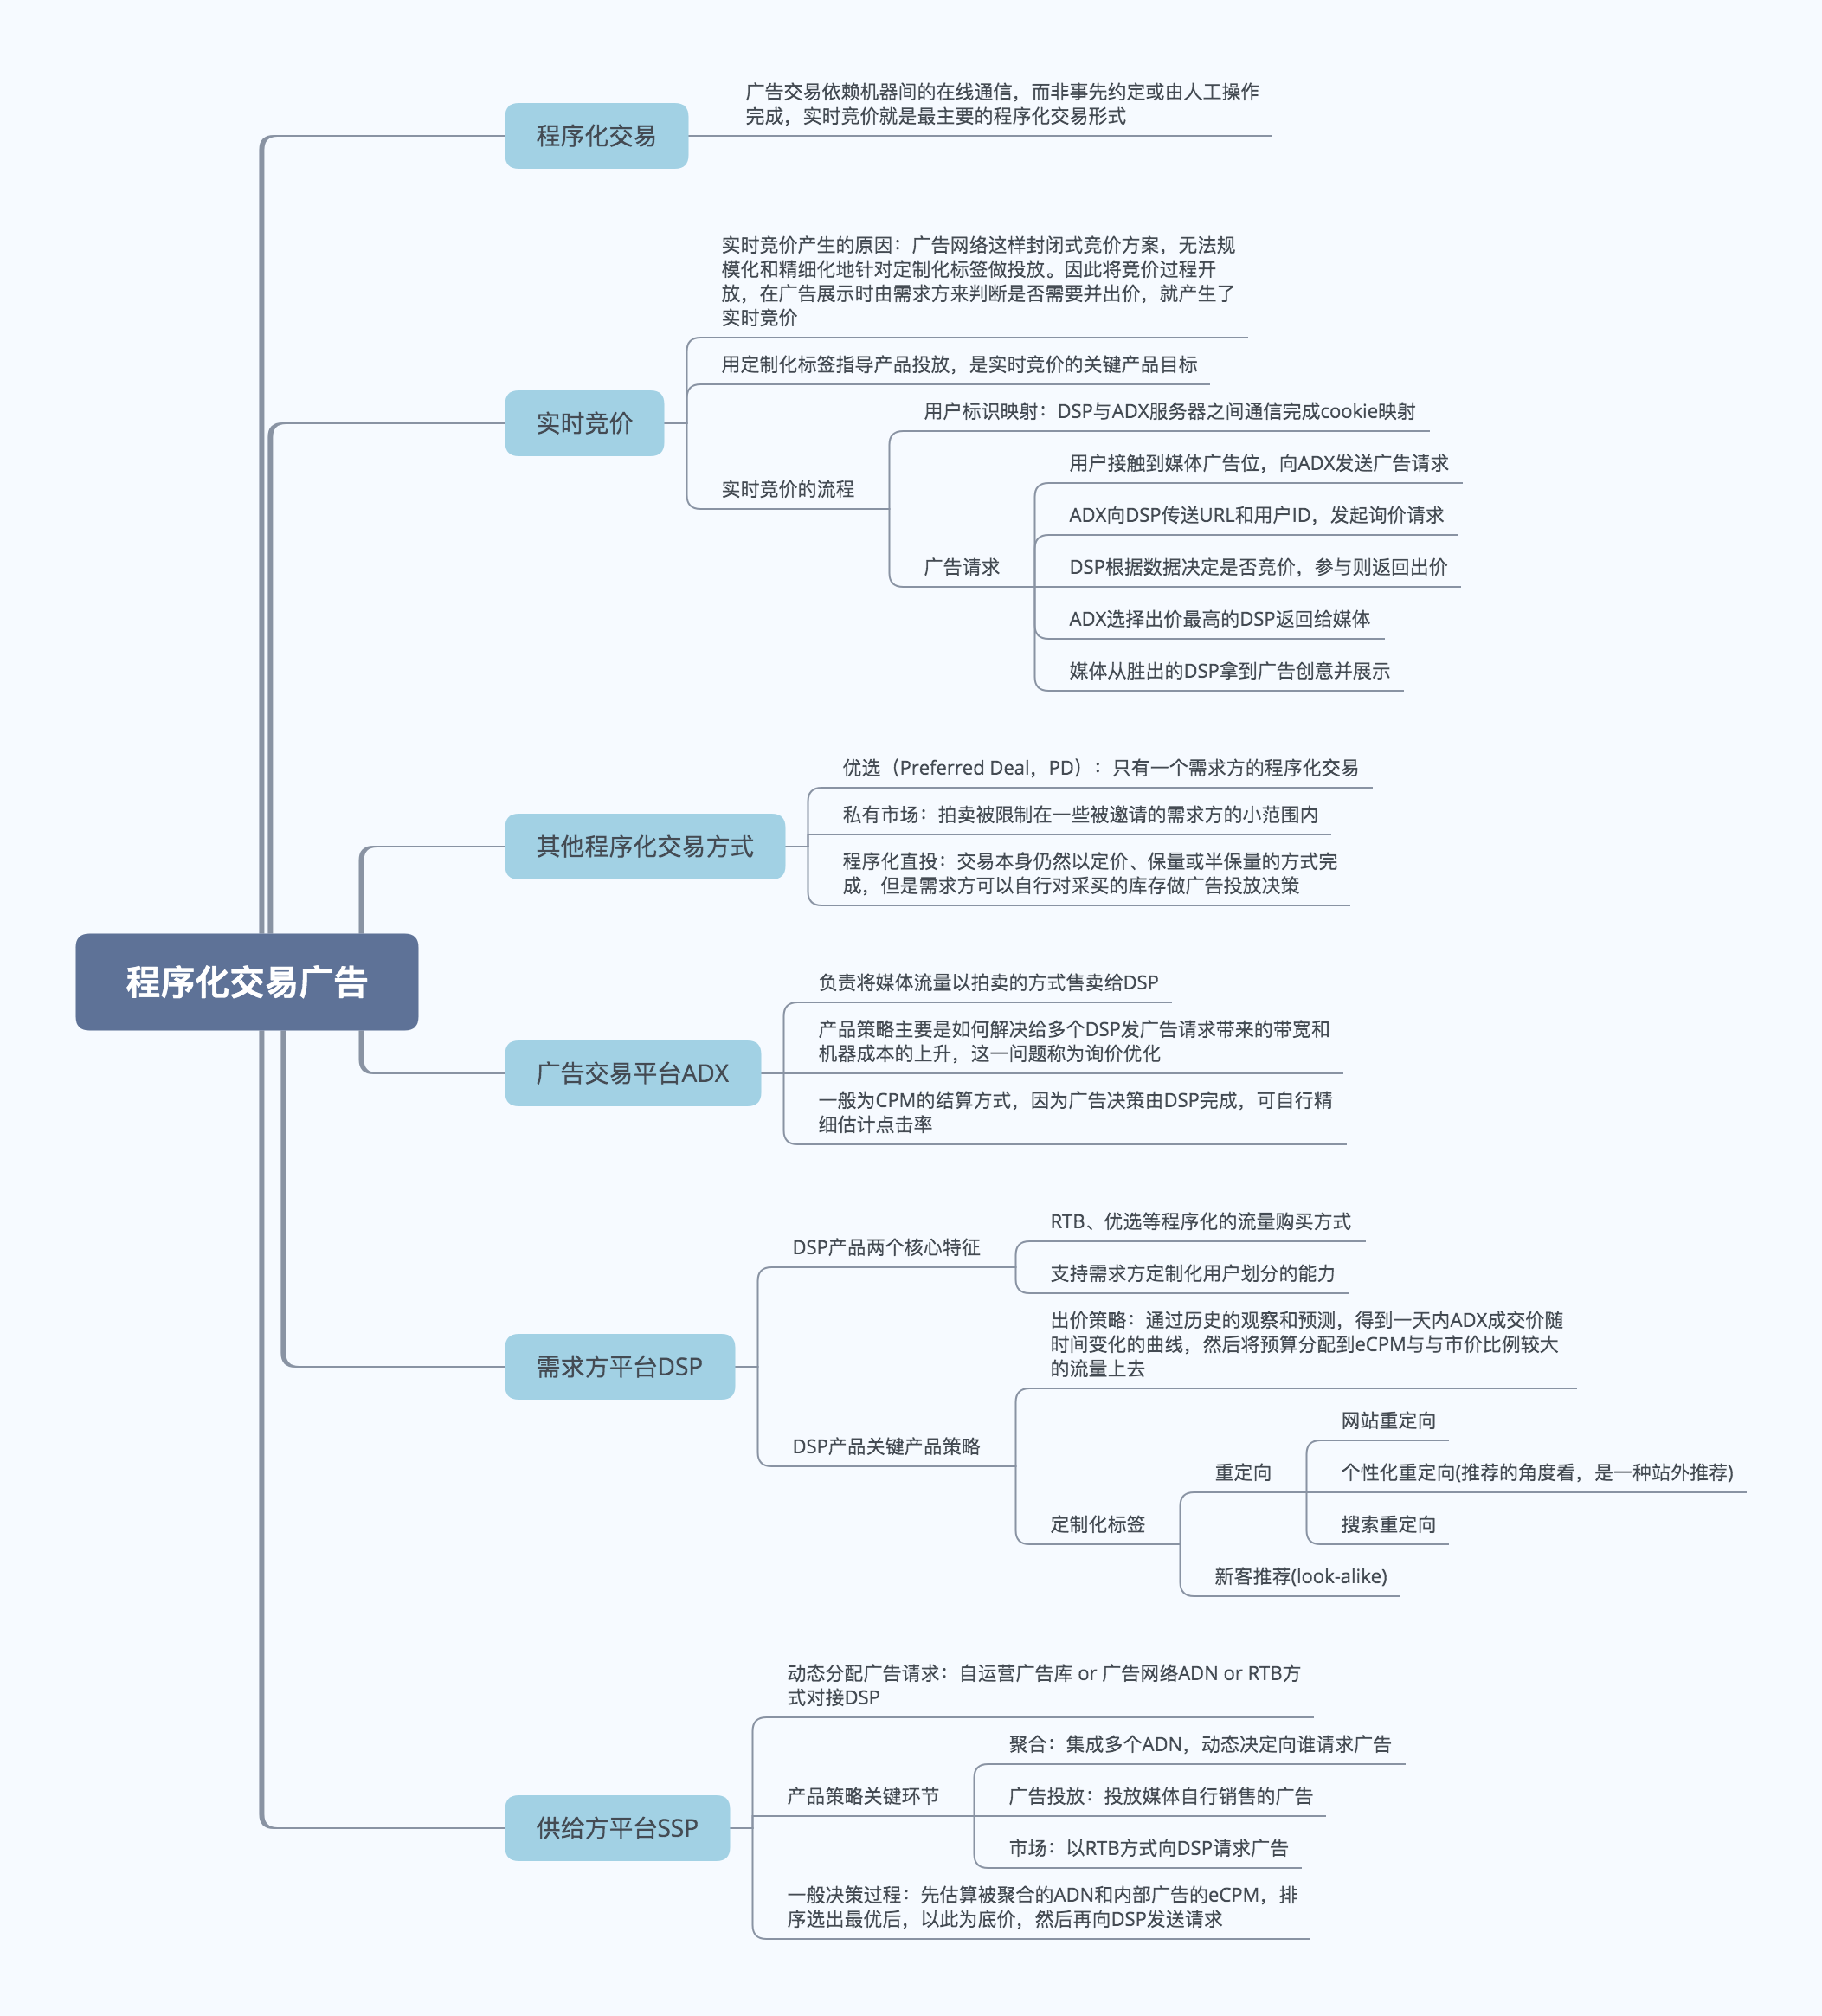 程序化交易广告
程序化交易
广告交易依赖机器间的在线通信，而非事先约定或由人工操作
完成，实时竞价就是最主要的程序化交易形式
实时竞价
实时竞价产生的原因：广告网络这样封闭式竞价方案，无法规
模化和精细化地针对定制化标签做投放。因此将竞价过程开
放，在广告展示时由需求方来判断是否需要并出价，就产生了
实时竞价
用定制化标签指导产品投放，是实时竞价的关键产品目标
实时竞价的流程
用户标识映射：DSP与ADX服务器之间通信完成cookie映射
广告请求
用户接触到媒体广告位，向ADX发送广告请求
ADX向DSP传送URL和用户ID，发起询价请求
DSP根据数据决定是否竞价，参与则返回出价
ADX选择出价最高的DSP返回给媒体
媒体从胜出的DSP拿到广告创意并展示
其他程序化交易方式
优选（Preferred Deal，PD）：只有一个需求方的程序化交易
私有市场：拍卖被限制在一些被邀请的需求方的小范围内
程序化直投：交易本身仍然以定价、保量或半保量的方式完
成，但是需求方可以自行对采买的库存做广告投放决策
广告交易平台ADX
负责将媒体流量以拍卖的方式售卖给DSP
产品策略主要是如何解决给多个DSP发广告请求带来的带宽和
机器成本的上升，这一问题称为询价优化
一般为CPM的结算方式，因为广告决策由DSP完成，可自行精
细估计点击率
需求方平台DSP
DSP产品两个核心特征
RTB、优选等程序化的流量购买方式
支持需求方定制化用户划分的能力
DSP产品关键产品策略
出价策略：通过历史的观察和预测，得到一天内ADX成交价随
时间变化的曲线，然后将预算分配到eCPM与与市价比例较大
的流量上去
定制化标签
重定向
网站重定向
个性化重定向(推荐的角度看，是一种站外推荐)
搜索重定向
新客推荐(look-alike)
供给方平台SSP
动态分配广告请求：自运营广告库 or 广告网络ADN or RTB方
式对接DSP
产品策略关键环节
聚合：集成多个ADN，动态决定向谁请求广告
广告投放：投放媒体自行销售的广告
市场：以RTB方式向DSP请求广告
一般决策过程：先估算被聚合的ADN和内部广告的eCPM，排
序选出最优后，以此为底价，然后再向DSP发送请求